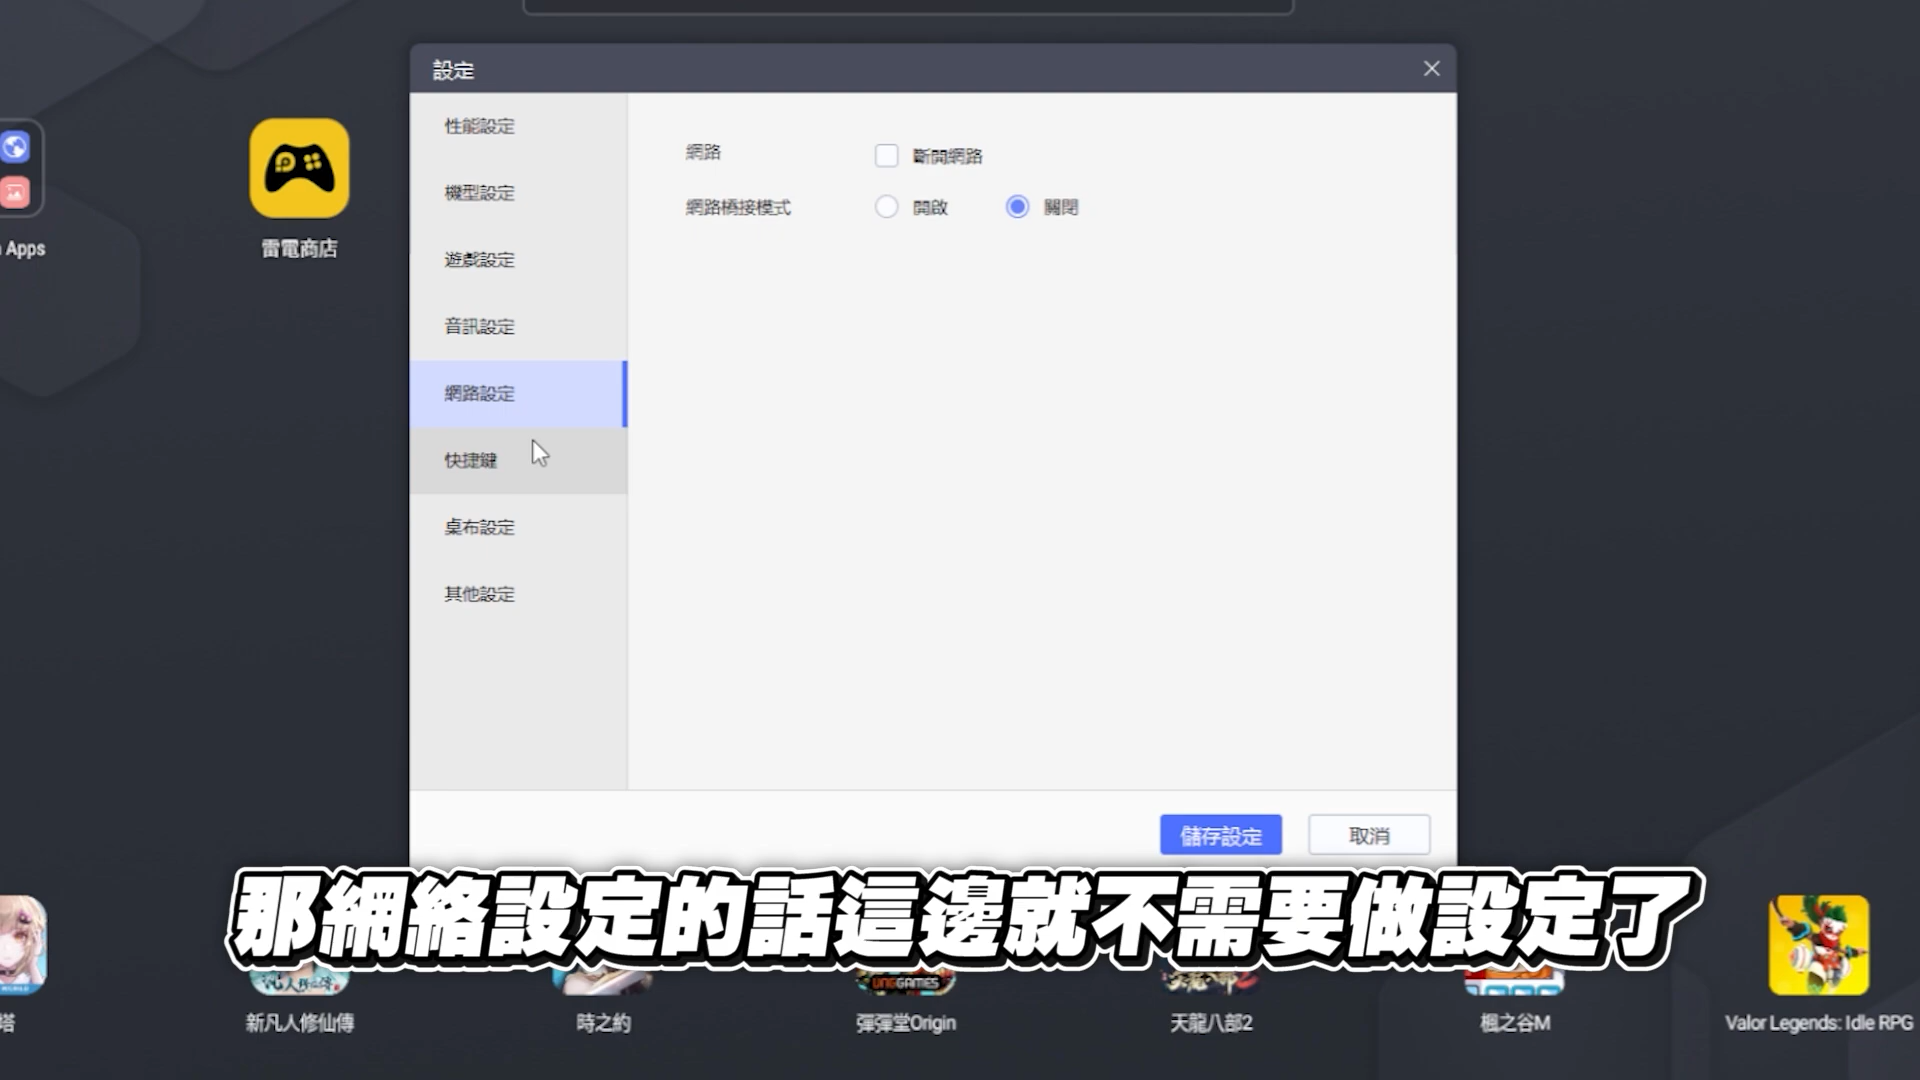 設定
性能設定
機型設定
遊戲設定
音訊設定
網路設定
快捷鍵
桌布設定
其他設定
網路
斷開網路
網路橋接模式
開啟
關閉
儲存設定
取消
Apps
雷電商店
那網絡設定的話這邊就不需要做設定了
UNGGAMES
塔
新凡人修仙傳
時之約
彈彈堂Origin
天龍八部2
楓之谷M
Valor Legends: Idle RPG